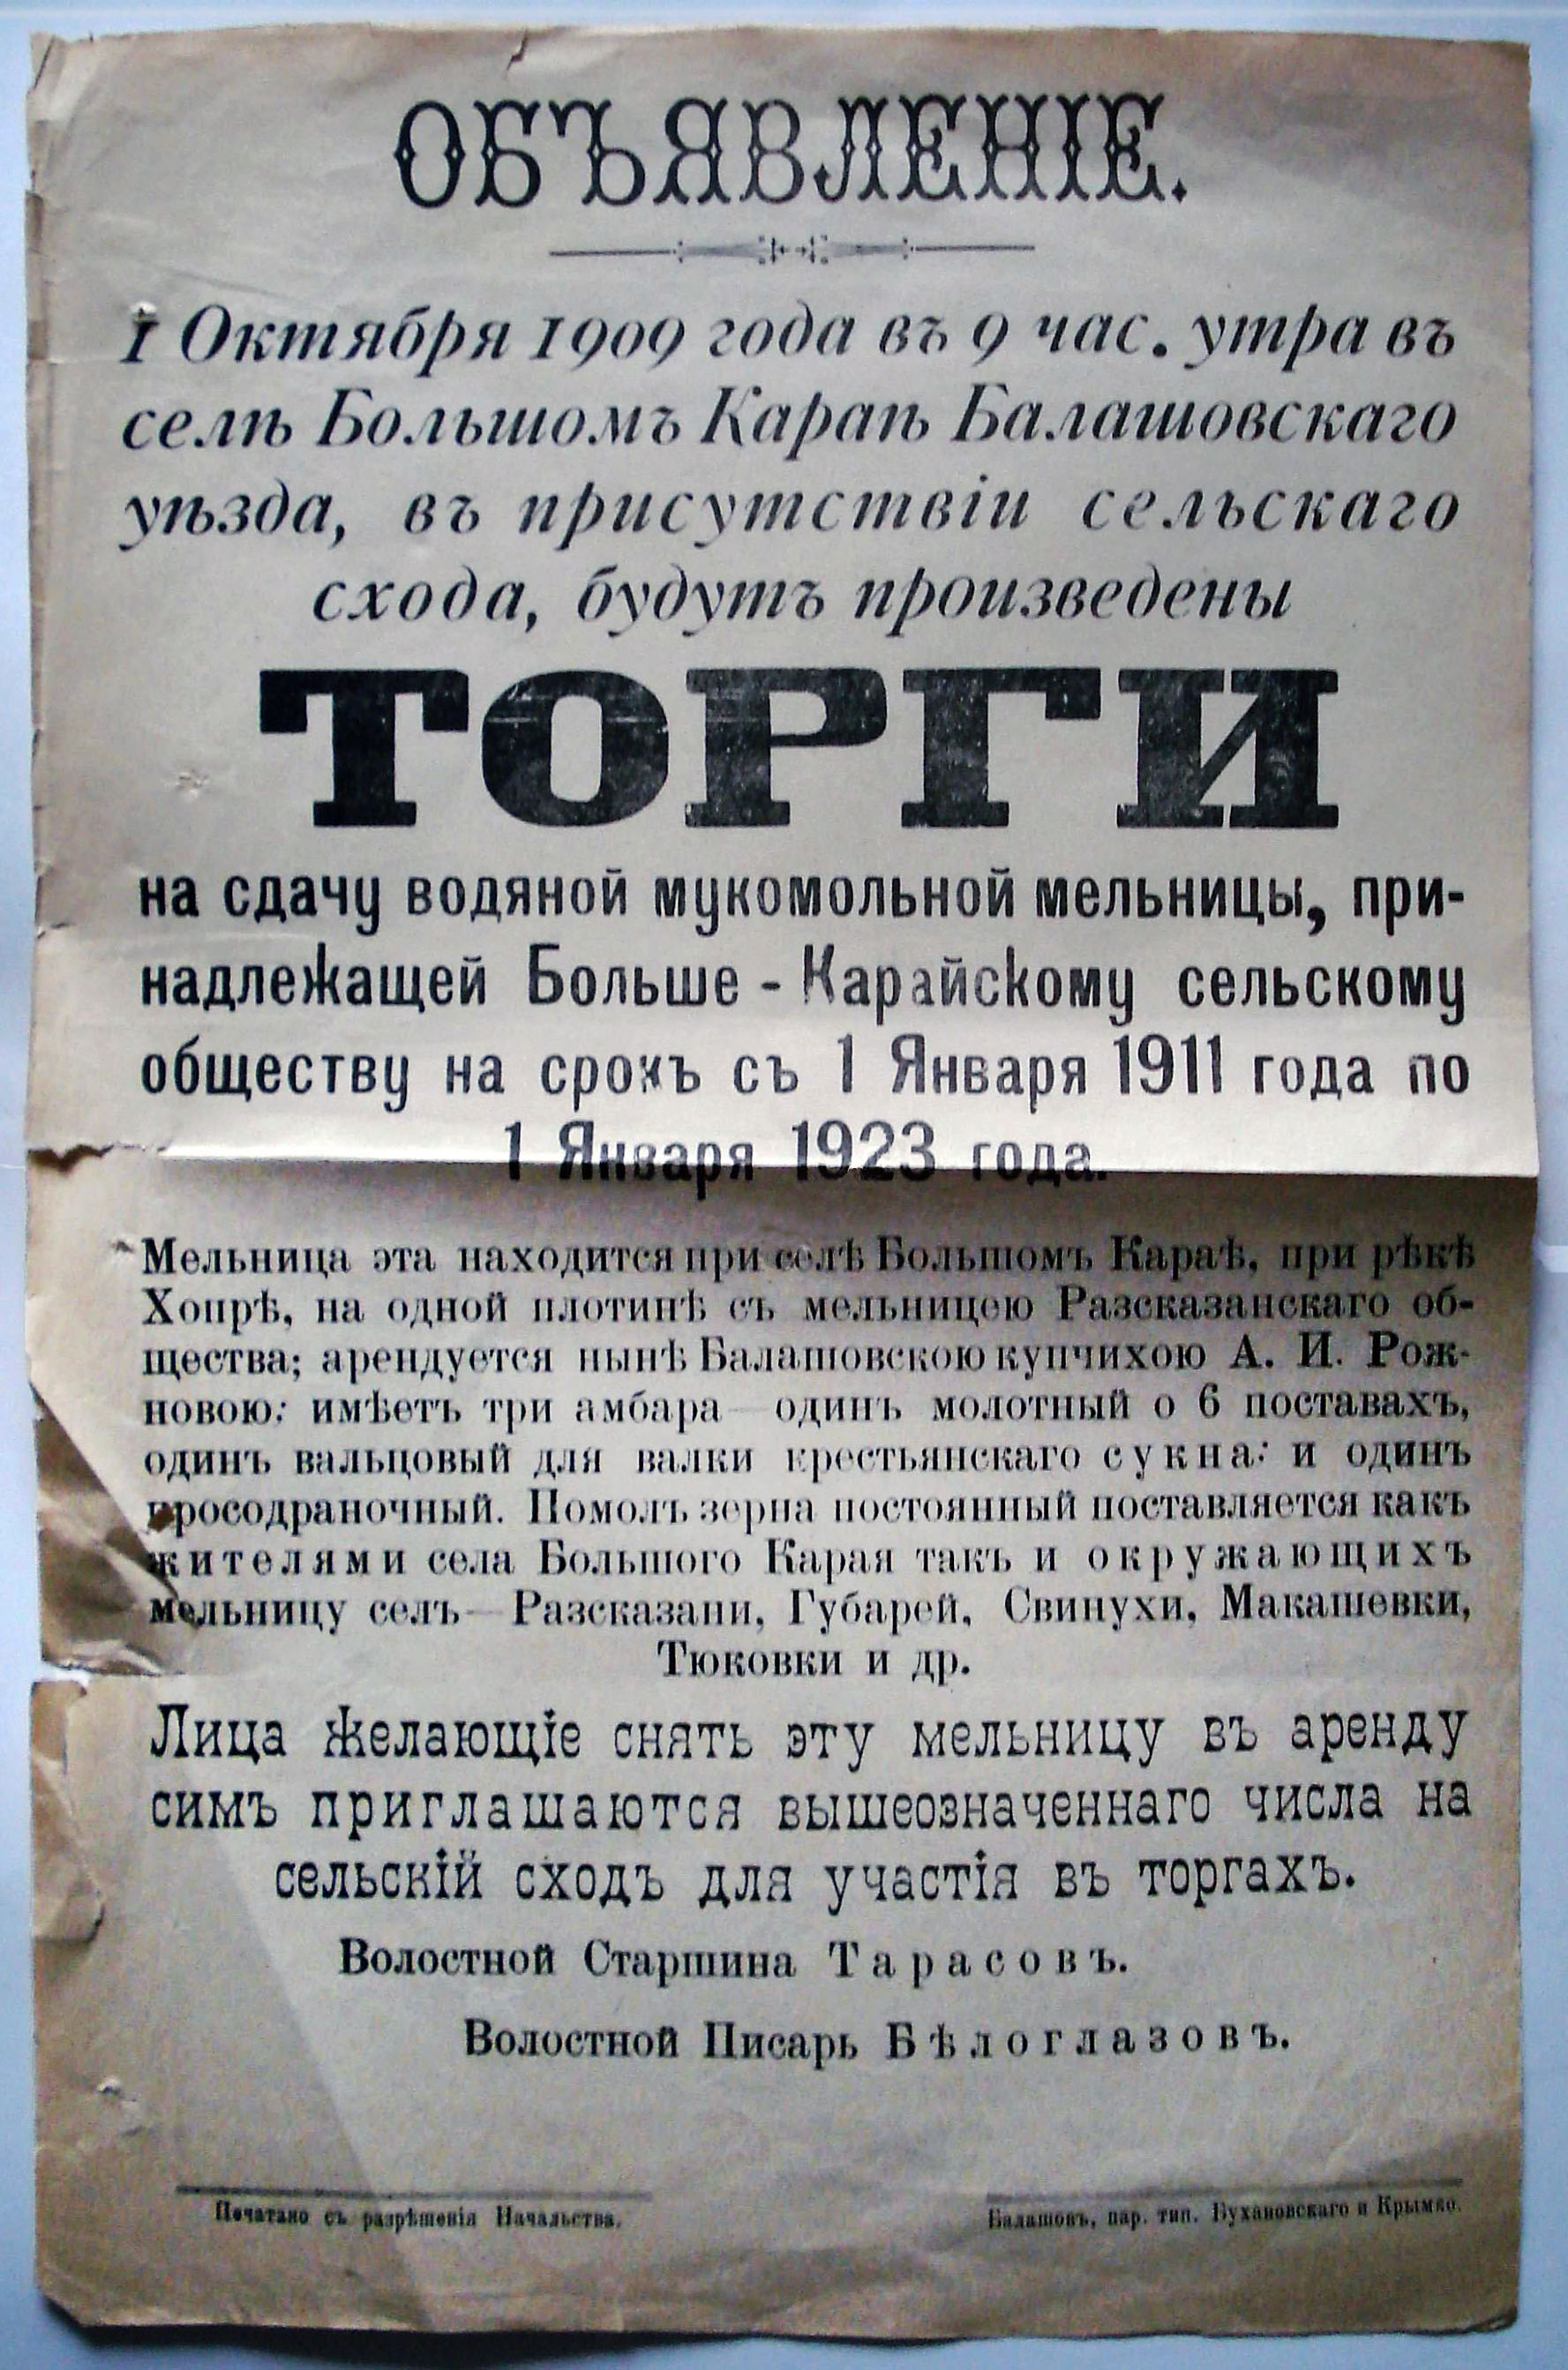 ОБЪЯВЛЕНІЕ.
1 Октября 1909 года въ 9 час. утра въ
селѣ Большомъ Караѣ Балашовскаго
уѣзда, въ присутствіи сельскаго
схода, будутъ произведены
ТОРГИ
на сдачу водяной мукомольной мельницы, при-
надлежащей Больше - Карайскому сельскому
обществу на срокъ съ 1 Января 1911 года по
1 Января 1923 года.
Мельница эта находится при селѣ Большомъ Караѣ, при рѣкѣ
Хопрѣ, на одной плотинѣ съ мельницею Разсказанскаго об-
щества; арендуется нынѣ Балашовскою купчихою А. И. Рож-
новою; имѣетъ три амбара— одинъ молотный о 6 поставахъ,
одинъ вальцовый для валки крестьянскаго сукна; и одинъ
просодраночный. Помолъ зерна постоянный поставляется какъ
жителями села Большого Карая такъ и окружающихъ
мельницу селъ— Разсказани, Губарей, Свинухи, Макашевки,
Тюковки и др.
Лица желающіе снять эту мельницу въ аренду
симъ приглашаются вышеозначеннаго числа на
сельскій сходъ для участія въ торгахъ.
Волостной Старшина Тарасовъ.
Волостной Писарь Бѣлоглазовъ.
Печатано съ разрѣшенія Начальства.
Балашовъ, пар. тип. Бухановскаго и Крымко.